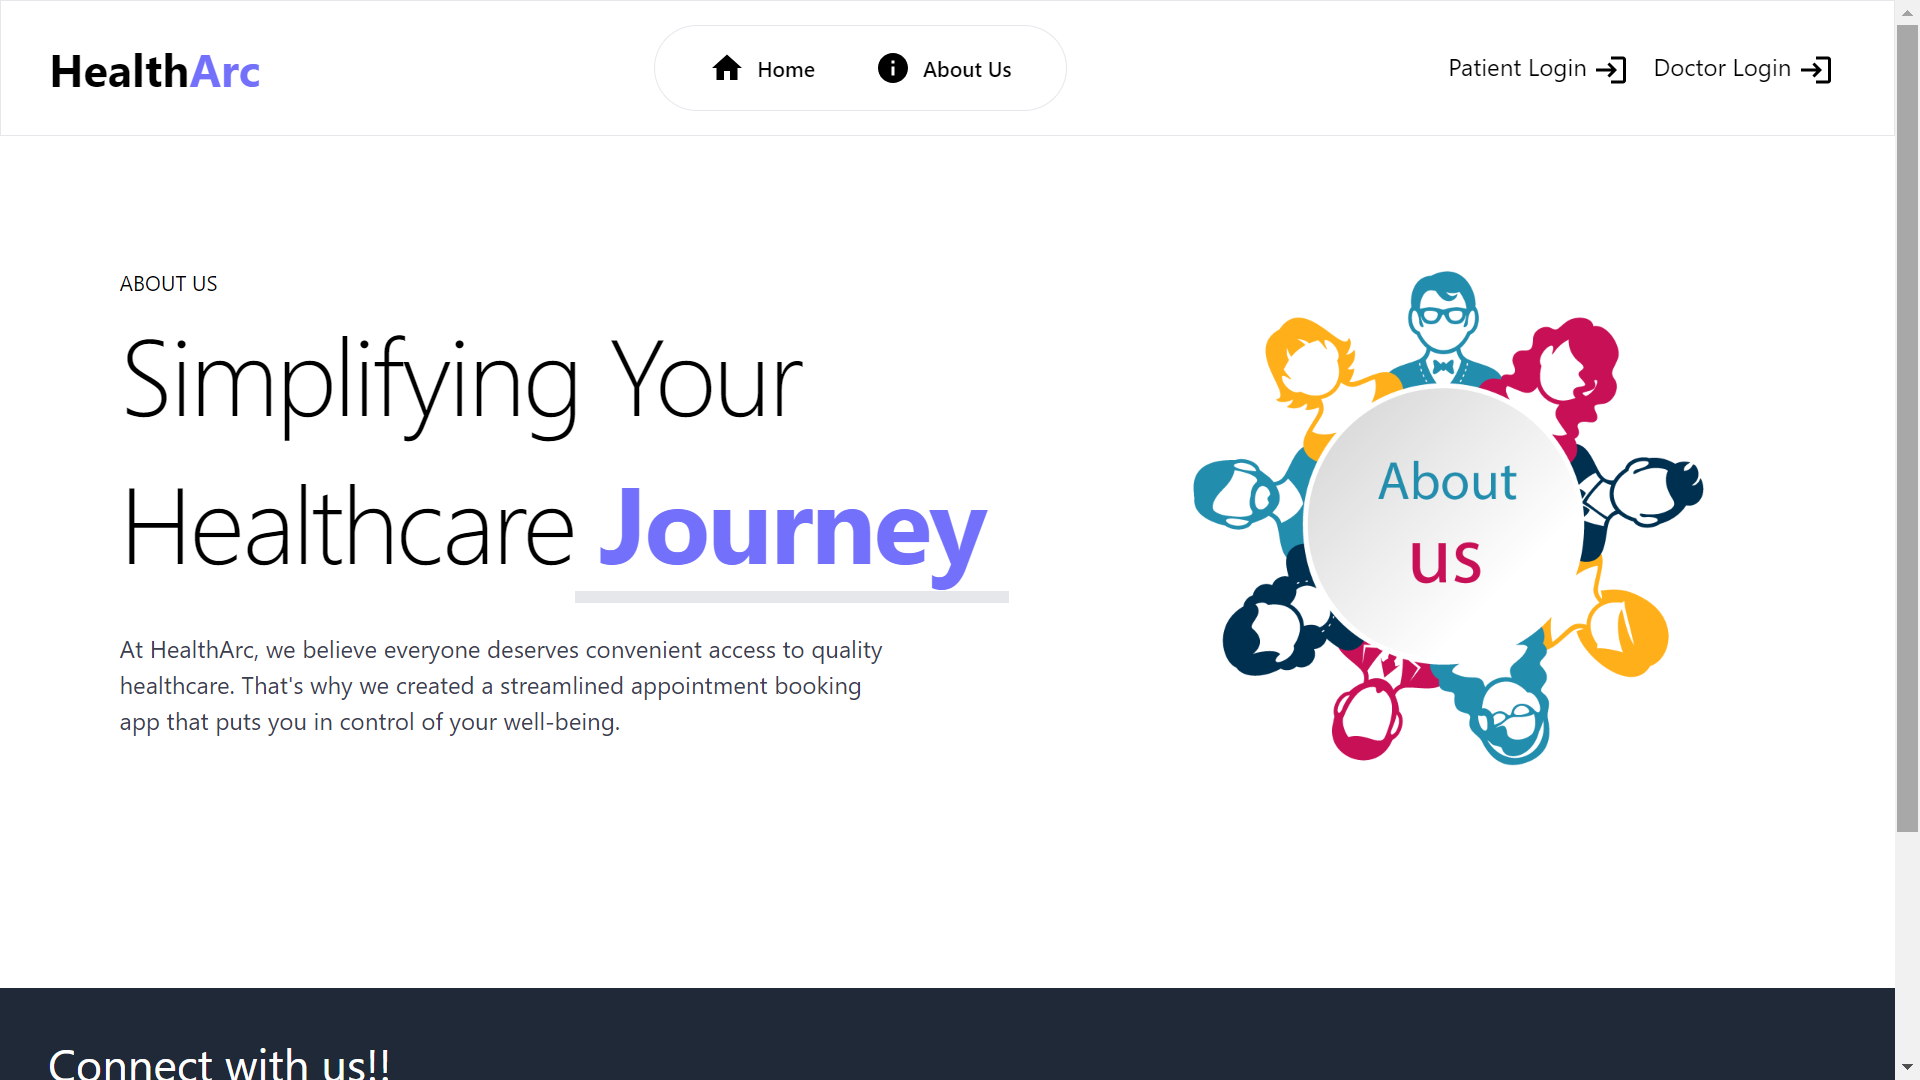 HealthArc
Home
About Us
Patient Login
Doctor Login
ABOUT US
Simplifying Your
Healthcare Journey
At HealthArc, we believe everyone deserves convenient access to quality
healthcare. That's why we created a streamlined appointment booking
app that puts you in control of your well-being.
About
us
Connect with us!!